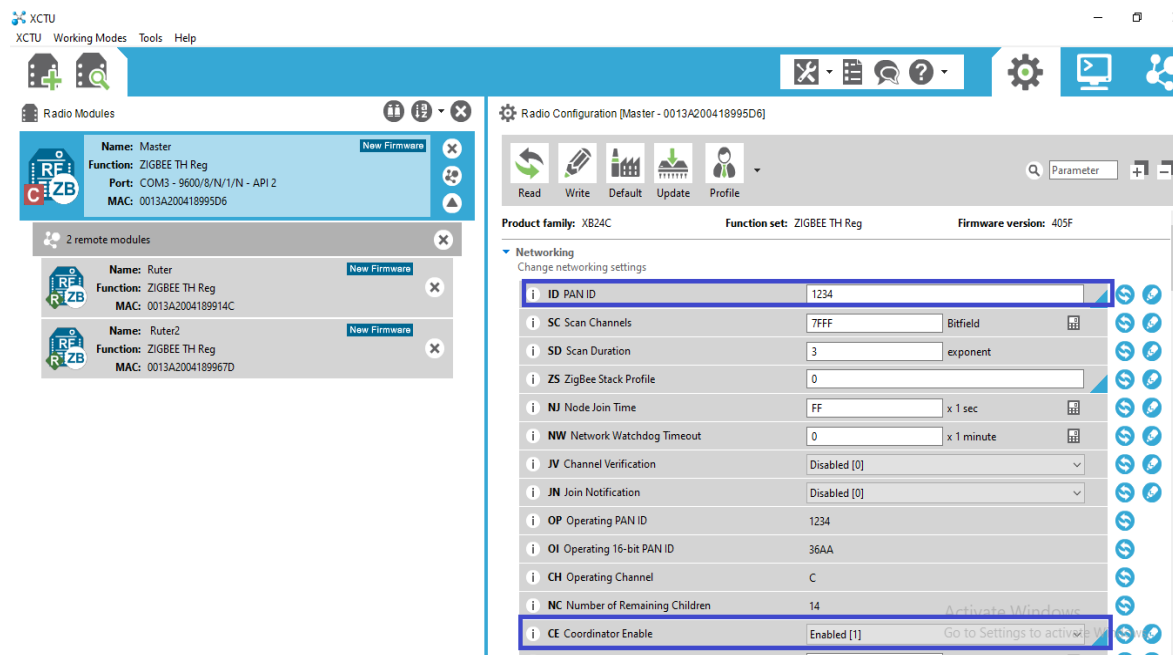 XCTU
XCTU Working Modes Tools Help
Radio Modules
Name: Master
New Firmware
Function: ZIGBEE TH Reg
Port: COM3 - 9600/8/N/1/N - API 2
MAC: 0013A200418995D6
RF
ZB
C
2 remote modules
Name: Ruter
New Firmware
Function: ZIGBEE TH Reg
MAC: 0013A2004189914C
RF
R ZB
Name: Ruter2
New Firmware
Function: ZIGBEE TH Reg
MAC: 0013A2004189967D
RF
R ZB
Radio Configuration [Master - 0013A200418995D6]
Read Write Default Update Profile
Parameter
Product family: XB24C Function set: ZIGBEE TH Reg Firmware version: 405F
Networking
Change networking settings
i ID PAN ID 1234
i SC Scan Channels 7FFF Bitfield
i SD Scan Duration 3 exponent
i ZS ZigBee Stack Profile 0
i NJ Node Join Time FF x 1 sec
i NW Network Watchdog Timeout 0 x 1 minute
i JV Channel Verification Disabled [0]
i JN Join Notification Disabled [0]
i OP Operating PAN ID 1234
i OI Operating 16-bit PAN ID 36AA
i CH Operating Channel C
i NC Number of Remaining Children 14
Activate Windows
i CE Coordinator Enable Enabled [1]
Go to Settings to activate